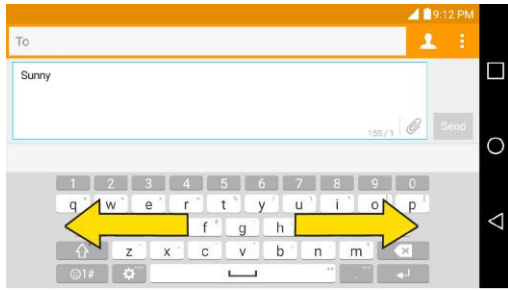 9:12 PM
To
Sunny
155 / 1
Send
1 2 3 4 5 6 7 8 9 0
q w e r t y u i o p
f g h
z x c v b n m
1#